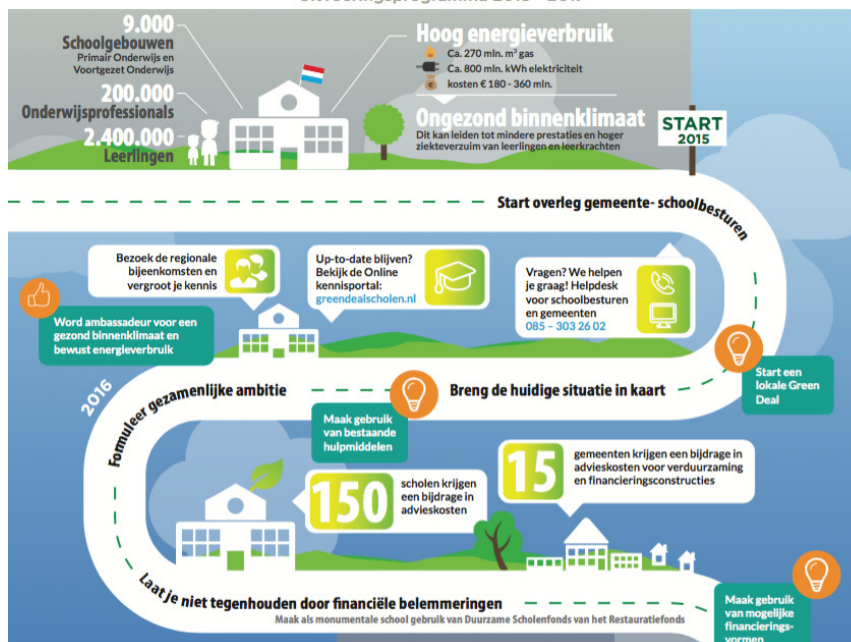 9.000
Schoolgebouwen
Primair Onderwijs en
Voortgezet Onderwijs
200.000
Onderwijsprofessionals
2.400.000
Leerlingen
Hoog energieverbruik
Ca. 270 mln. m³ gas
Ca. 800 mln. kWh elektriciteit
kosten € 180 - 360 mln.
Ongezond binnenklimaat
Dit kan leiden tot mindere prestaties en hoger
ziekteverzuim van leerlingen en leerkrachten
START
2015
Start overleg gemeente- schoolbesturen
Bezoek de regionale
bijeenkomsten en
vergroot je kennis
Up-to-date blijven?
Bekijk de Online
kennisportal:
greendealscholen.nl
Vragen? We helpen
je graag! Helpdesk
voor schoolbesturen
en gemeenten
085 – 303 26 02
Word ambassadeur voor een
gezond binnenklimaat en
bewust energieverbruik
Start een
lokale Green
Deal
2016
Formuleer gezamenlijke ambitie
Breng de huidige situatie in kaart
Maak gebruik
van bestaande
hulpmiddelen
150
scholen krijgen
een bijdrage in
advieskosten
15
gemeenten krijgen een bijdrage in
advieskosten voor verduurzaming
en financieringsconstructies
Laat je niet tegenhouden door financiële belemmeringen
Maak als monumentale school gebruik van Duurzame Scholenfonds van het Restauratiefonds
Maak gebruik
van mogelijke
financierings-
vormen